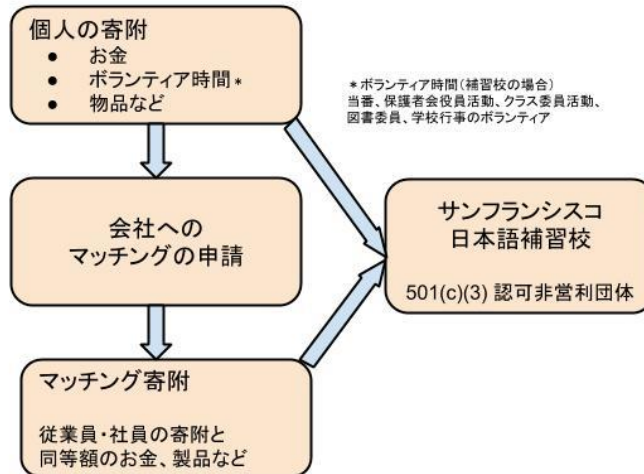 個人の寄附
● お金
● ボランティア時間*
● 物品など
*ボランティア時間(補習校の場合)
当番、保護者会役員活動、クラス委員活動、
図書委員、学校行事のボランティア
会社への
マッチングの申請
サンフランシスコ
日本語補習校
501(c)(3) 認可非営利団体
マッチング寄附
従業員・社員の寄附と
同等額のお金、製品など